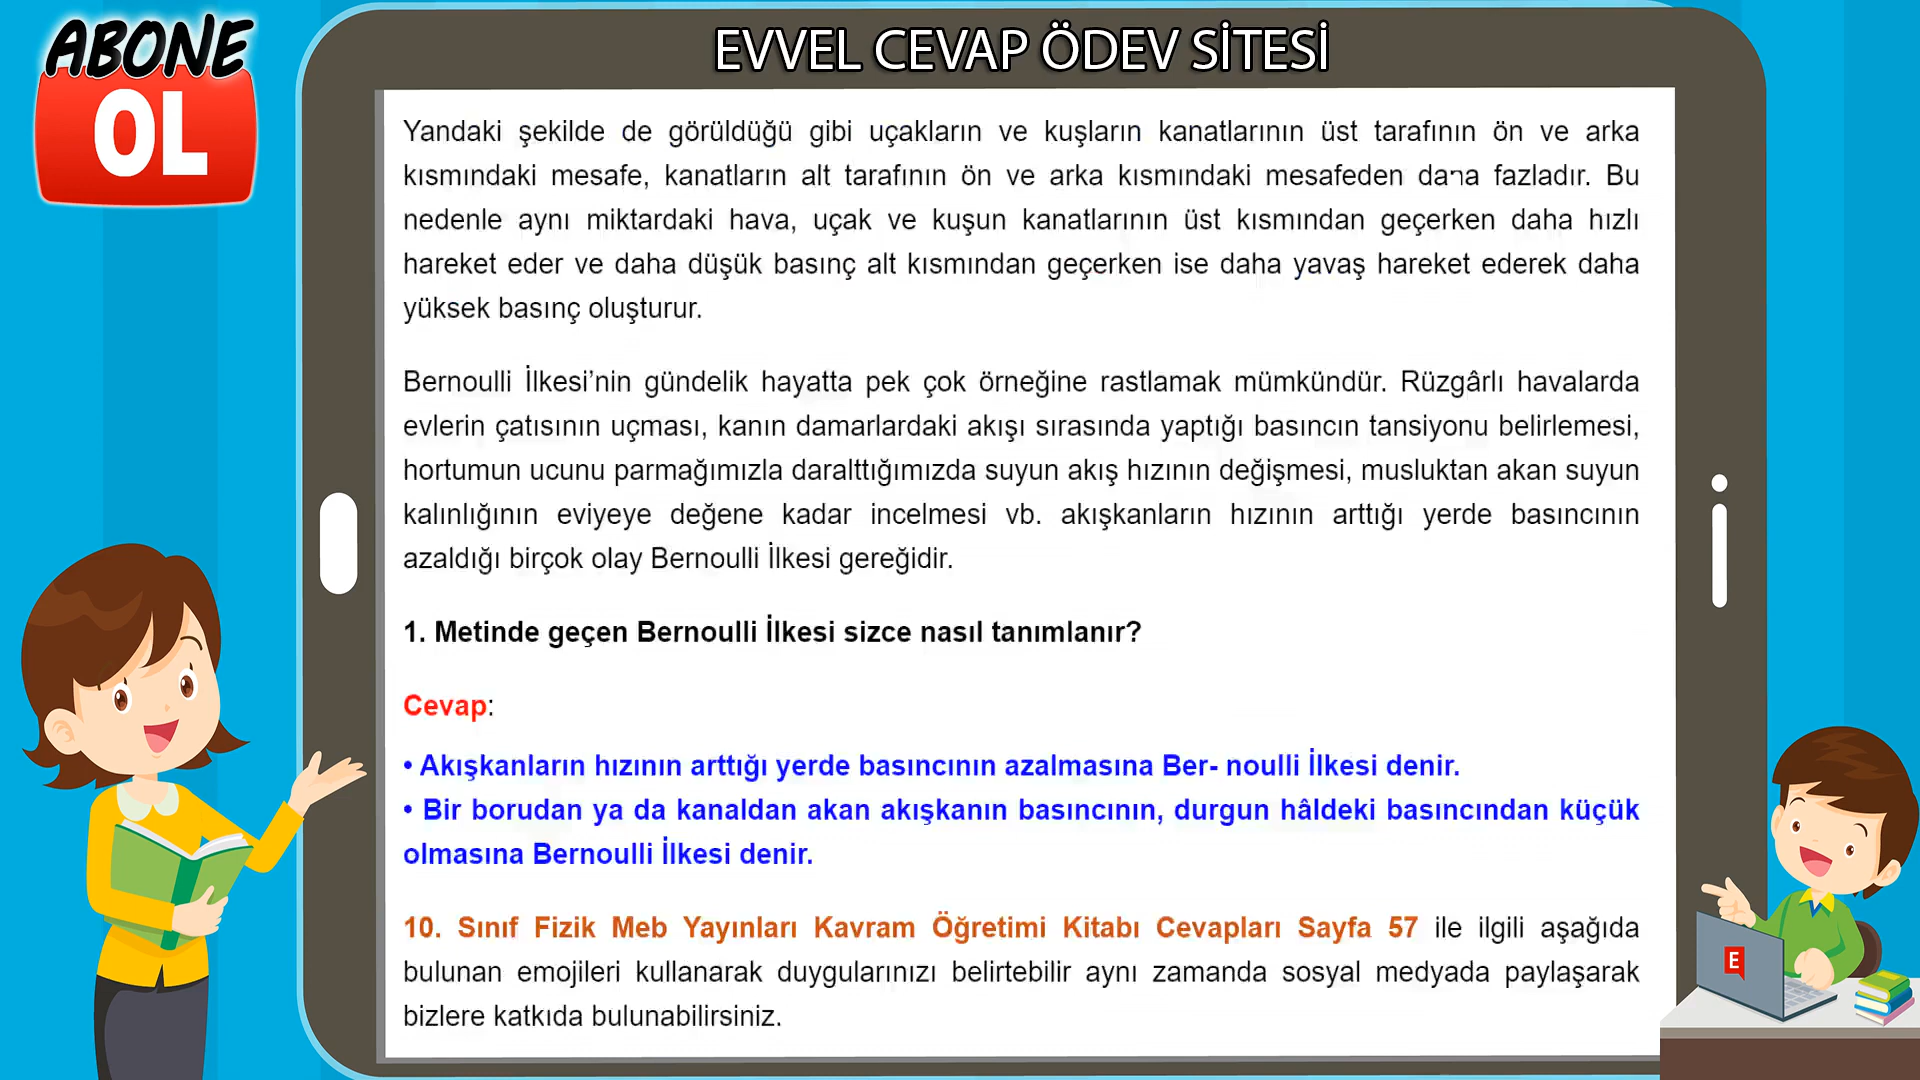 ABONE
OL
EVVEL CEVAP ÖDEV SİTESİ
Yandaki şekilde de görüldüğü gibi uçakların ve kuşların kanatlarının üst tarafının ön ve arka
kısmındaki mesafe, kanatların alt tarafının ön ve arka kısmındaki mesafeden daha fazladır. Bu
nedenle aynı miktardaki hava, uçak ve kuşun kanatlarının üst kısmından geçerken daha hızlı
hareket eder ve daha düşük basınç alt kısmından geçerken ise daha yavaş hareket ederek daha
yüksek basınç oluşturur.
Bernoulli İlkesi’nin gündelik hayatta pek çok örneğine rastlamak mümkündür. Rüzgârlı havalarda
evlerin çatısının uçması, kanın damarlardaki akışı sırasında yaptığı basıncın tansiyonu belirlemesi,
hortumun ucunu parmağımızla daralttığımızda suyun akış hızının değişmesi, musluktan akan suyun
kalınlığının eviyeye değene kadar incelmesi vb. akışkanların hızının arttığı yerde basıncının
azaldığı birçok olay Bernoulli İlkesi gereğidir.
1. Metinde geçen Bernoulli İlkesi sizce nasıl tanımlanır?
Cevap:
• Akışkanların hızının arttığı yerde basıncının azalmasına Ber- noulli İlkesi denir.
• Bir borudan ya da kanaldan akan akışkanın basıncının, durgun hâldeki basıncından küçük
olmasına Bernoulli İlkesi denir.
10. Sınıf Fizik Meb Yayınları Kavram Öğretimi Kitabı Cevapları Sayfa 57 ile ilgili aşağıda
bulunan emojileri kullanarak duygularınızı belirtebilir aynı zamanda sosyal medyada paylaşarak
bizlere katkıda bulunabilirsiniz.
E